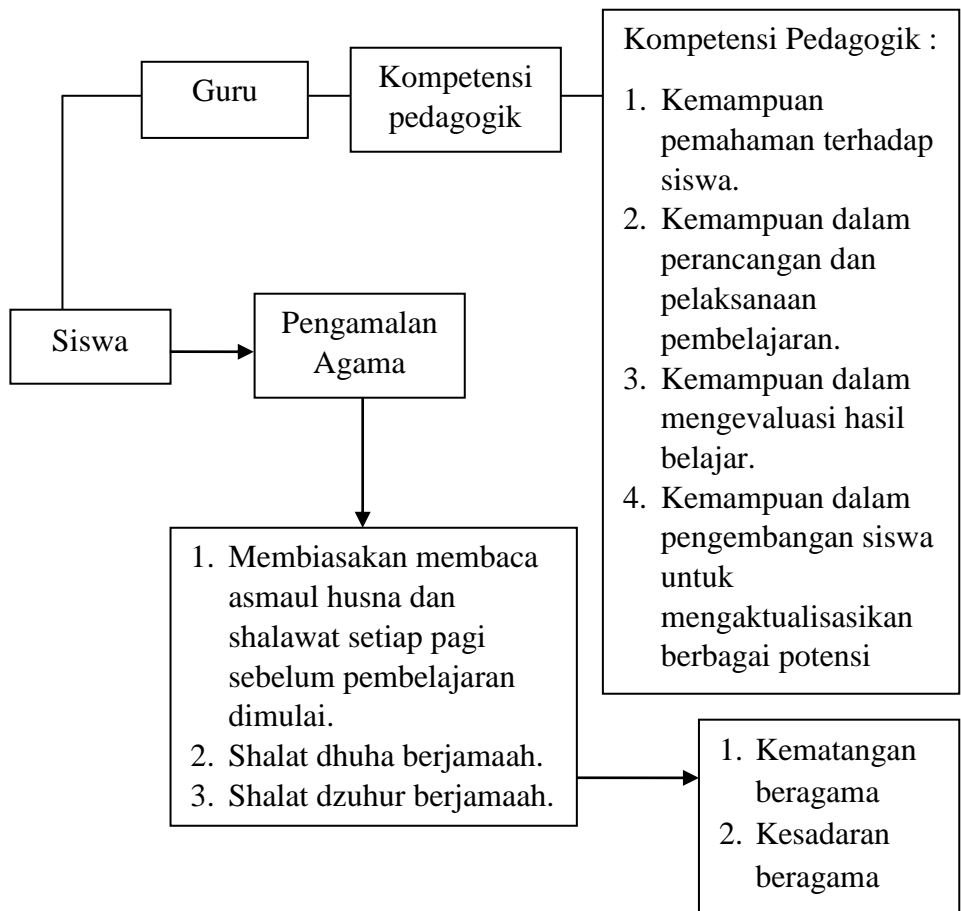 Guru
Kompetensi
pedagogik
Kompetensi Pedagogik :
1. Kemampuan
pemahaman terhadap
siswa.
2. Kemampuan dalam
perancangan dan
pelaksanaan
pembelajaran.
3. Kemampuan dalam
mengevaluasi hasil
belajar.
4. Kemampuan dalam
pengembangan siswa
untuk
mengaktualisasikan
berbagai potensi
Siswa
Pengamalan
Agama
1. Membiasakan membaca
asmaul husna dan
shalawat setiap pagi
sebelum pembelajaran
dimulai.
2. Shalat dhuha berjamaah.
3. Shalat dzuhur berjamaah.
1. Kematangan
beragama
2. Kesadaran
beragama